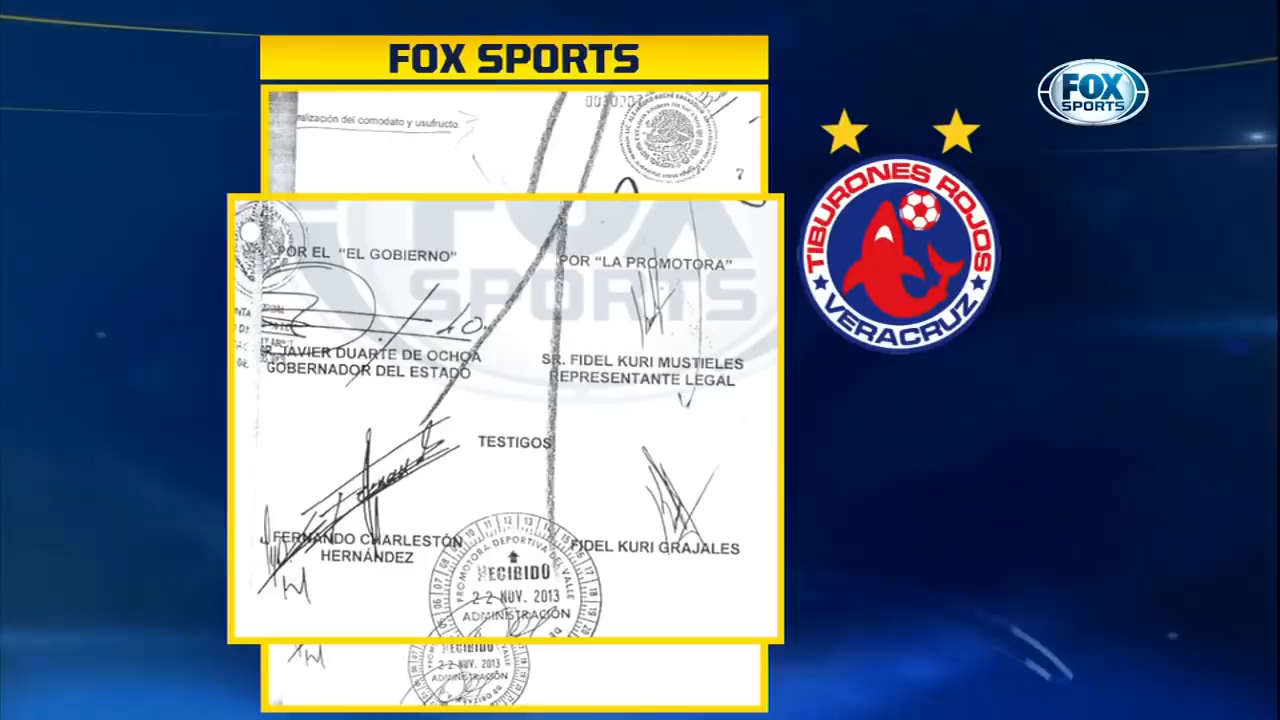 FOX SPORTS
FOX
SPORTS
alización del comodato y usufructo.
7
TIBURONES ROJOS
VERACRUZ
FOX
SPORTS
POR EL "EL GOBIERNO"
POR "LA PROMOTORA"
SR. JAVIER DUARTE DE OCHOA
GOBERNADOR DEL ESTADO
SR. FIDEL KURI MUSTIELES
REPRESENTANTE LEGAL
TESTIGOS
FERNANDO CHARLESTÓN
HERNÁNDEZ
FIDEL KURI GRAJALES
PROMOTORA DEPORTIVA DEL VALLE
RECIBIDO
22 NOV. 2013
ADMINISTRACIÓN
RECIBIDO
22 NOV. 2013
ADMINISTRACIÓN